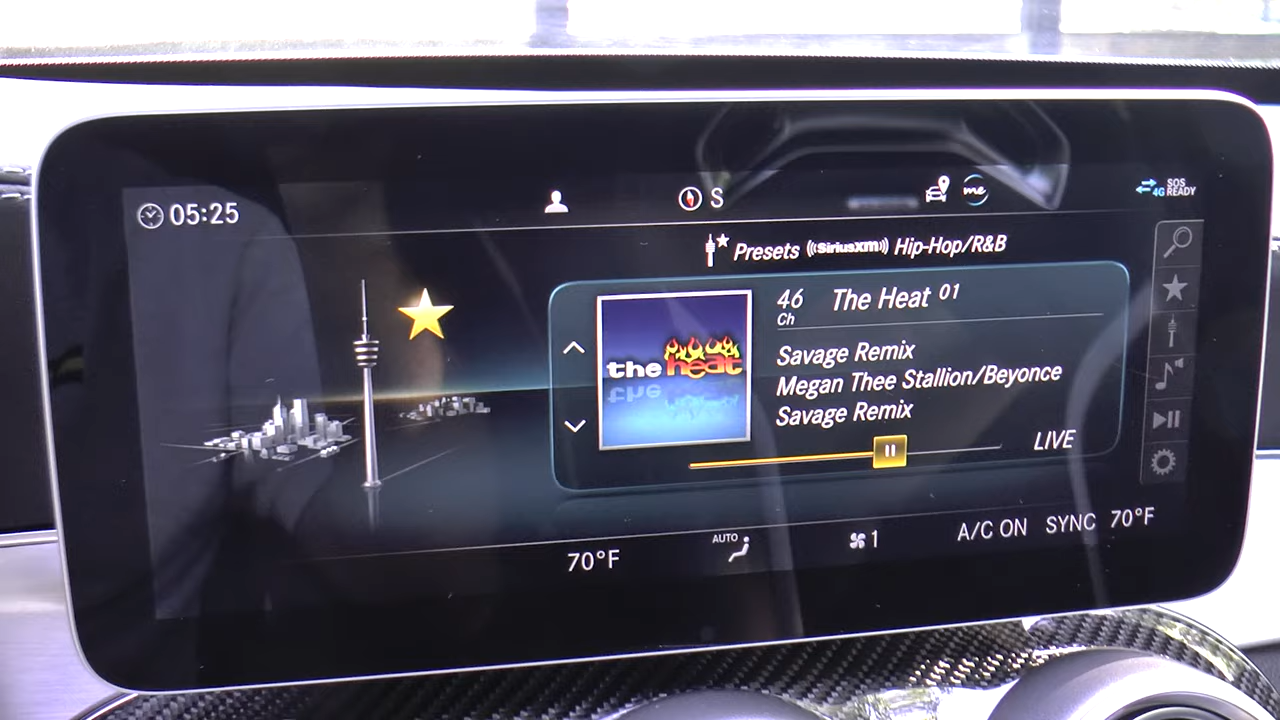 05:25
S
me
4G SOS READY
Presets SiriusXM Hip-Hop/R&B
46 Ch
The Heat 01
the heat
Savage Remix
Megan Thee Stallion/Beyonce
Savage Remix
LIVE
70°F
AUTO
1
A/C ON
SYNC
70°F